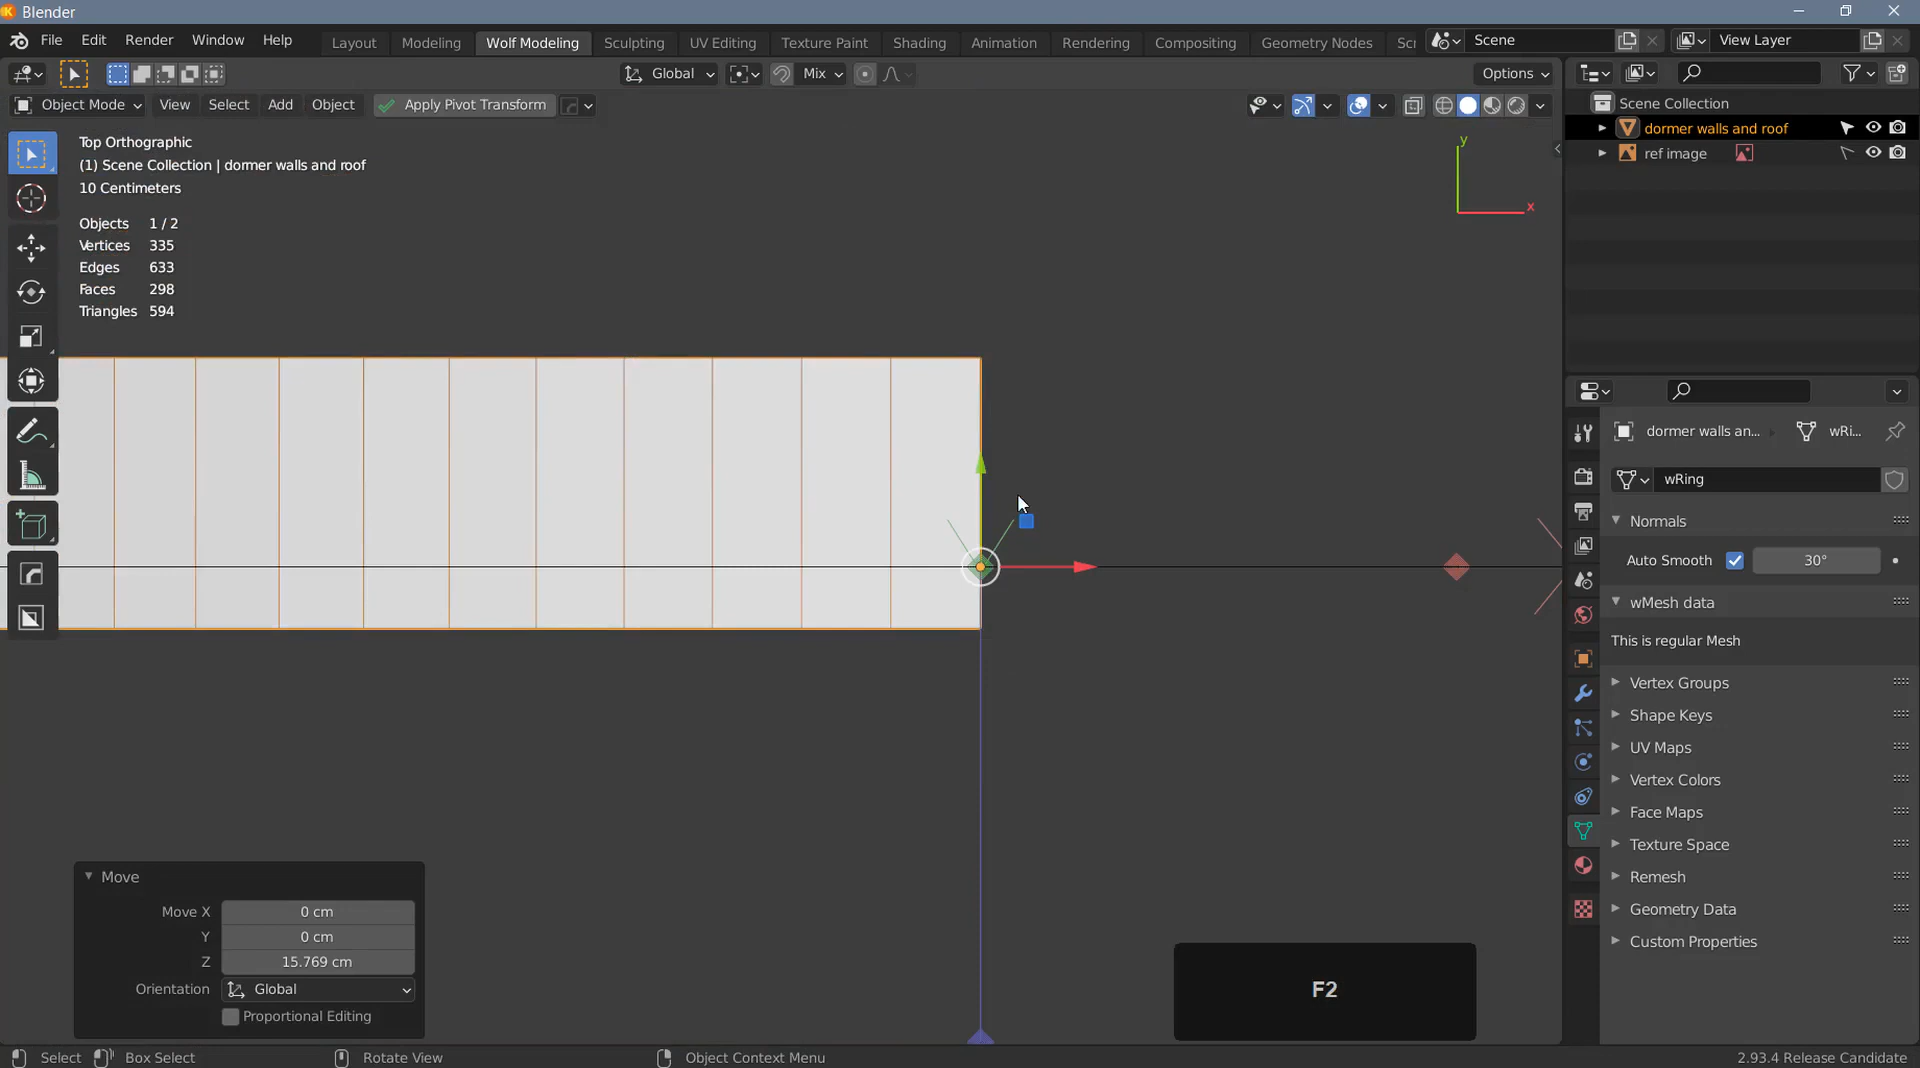 Blender
File Edit Render Window Help Layout Modeling Wolf Modeling Sculpting UV Editing Texture Paint Shading Animation Rendering Compositing Geometry Nodes Sc Scene View Layer
Global Mix Options
Object Mode View Select Add Object Apply Pivot Transform
Scene Collection
dormer walls and roof
ref image
Top Orthographic
(1) Scene Collection | dormer walls and roof
10 Centimeters
Objects 1 / 2
Vertices 335
Edges 633
Faces 298
Triangles 594
y
x
dormer walls an... wRi...
wRing
Normals
Auto Smooth 30°
wMesh data
This is regular Mesh
Vertex Groups
Shape Keys
UV Maps
Vertex Colors
Face Maps
Texture Space
Remesh
Geometry Data
Custom Properties
Move
Move X 0 cm
Y 0 cm
Z 15.769 cm
Orientation Global
Proportional Editing
F2
Select Box Select Rotate View Object Context Menu 2.93.4 Release Candidate